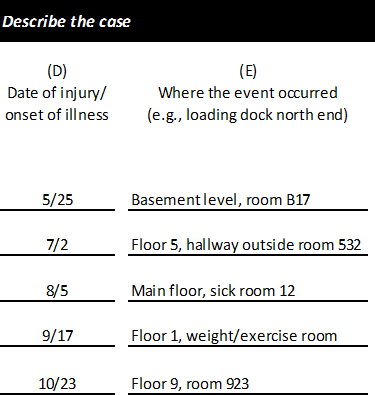 Describe the case
(D)
Date of injury/
onset of illness
(E)
Where the event occurred
(e.g., loading dock north end)
5/25 Basement level, room B17
7/2 Floor 5, hallway outside room 532
8/5 Main floor, sick room 12
9/17 Floor 1, weight/exercise room
10/23 Floor 9, room 923